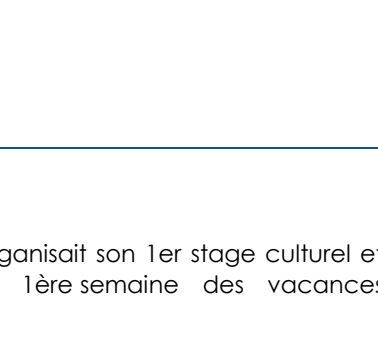 ganisait son 1er stage culturel et
1ère semaine des vacances